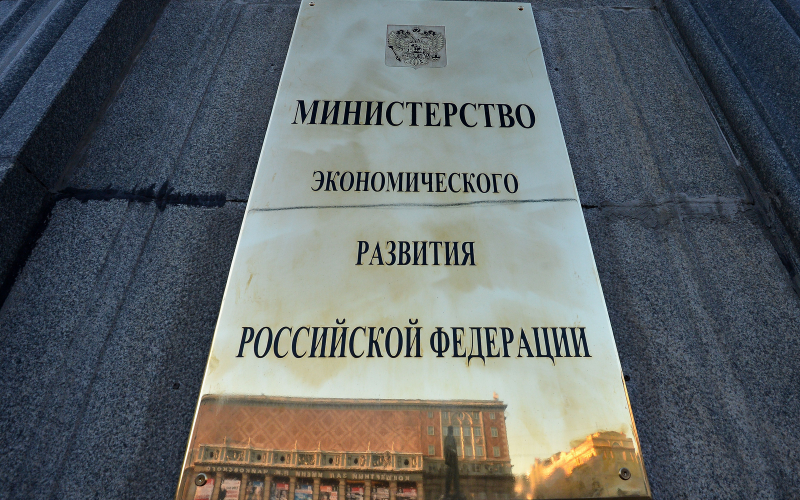 МИНИСТЕРСТВО
ЭКОНОМИЧЕСКОГО
РАЗВИТИЯ
РОССИЙСКОЙ ФЕДЕРАЦИИ